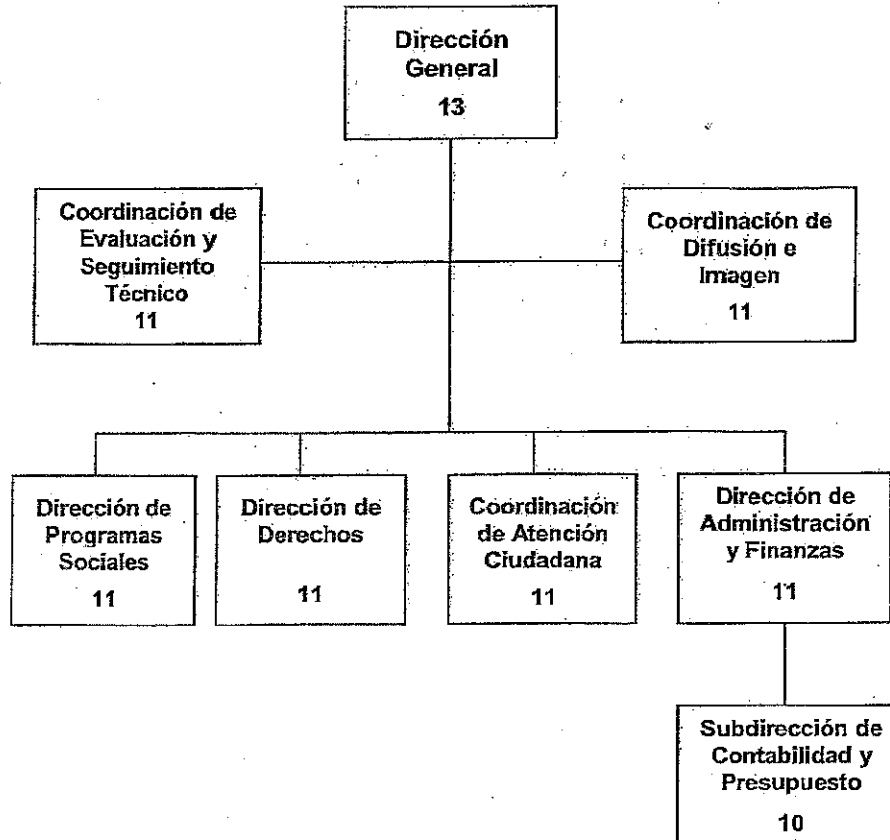 Dirección
General
13
Coordinación de
Evaluación y
Seguimiento
Técnico
11
Coordinación de
Difusión e
Imagen
11
Dirección de
Programas
Sociales
11
Dirección de
Derechos
11
Coordinación
de Atención
Ciudadana
11
Dirección de
Administración
y Finanzas
11
Subdirección de
Contabilidad y
Presupuesto
10